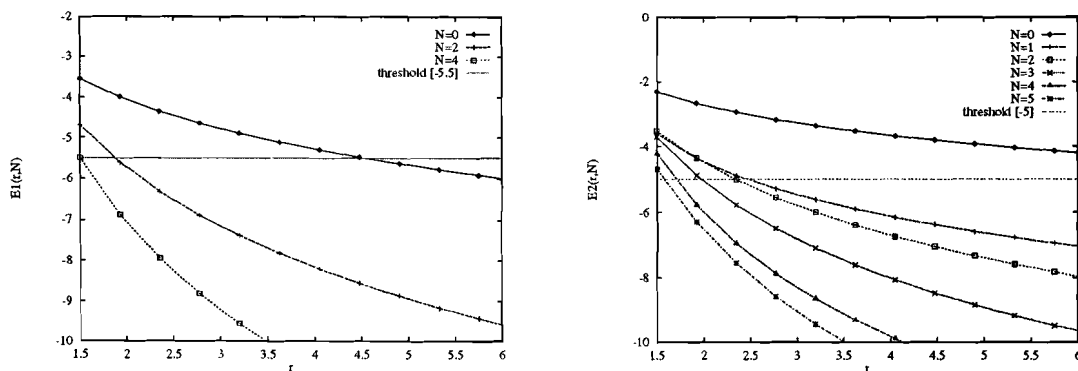 -2
-3
-4
-5
-6
-7
-8
-9
-10
E1(r,N)
1.5 2 2.5 3 3.5 4 4.5 5 5.5 6
r
N=0
N=2
N=4
threshold [-5.5]
0
-2
-4
-6
-8
-10
E2(r,N)
1.5 2 2.5 3 3.5 4 4.5 5 5.5 6
r
N=0
N=1
N=2
N=3
N=4
N=5
threshold [-5]